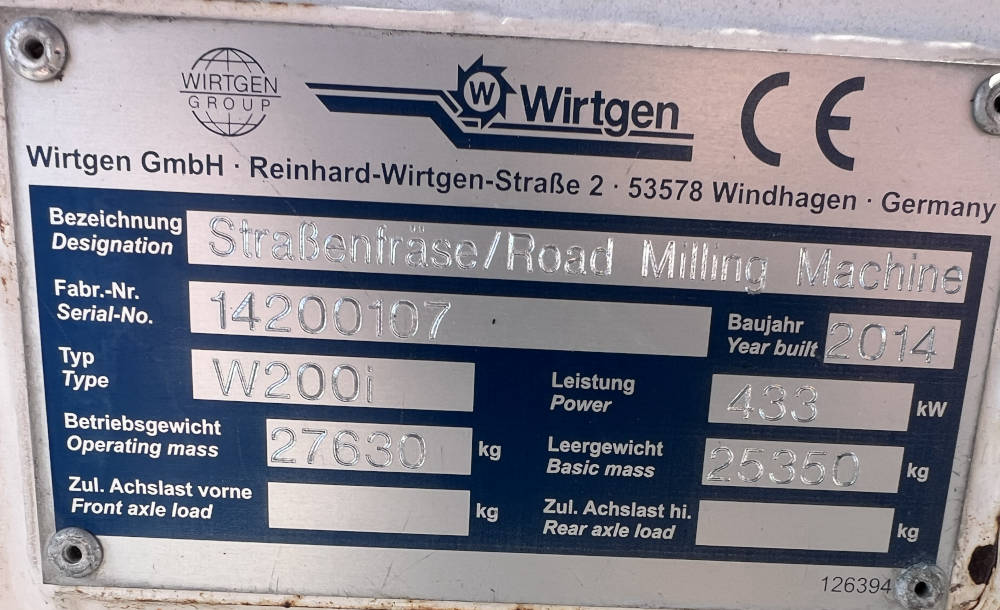 WIRTGEN
GROUP
W Wirtgen
CE
Wirtgen GmbH · Reinhard-Wirtgen-Straße 2 · 53578 Windhagen · Germany
Bezeichnung
Designation
Straßenfräse/Road Milling Machine
Fabr.-Nr.
Serial-No.
14200107
Baujahr
Year built
2014
Typ
Type
W200i
Leistung
Power
433 kW
Betriebsgewicht
Operating mass
27630 kg
Leergewicht
Basic mass
25350 kg
Zul. Achslast vorne
Front axle load
kg
Zul. Achslast hi.
Rear axle load
kg
126394